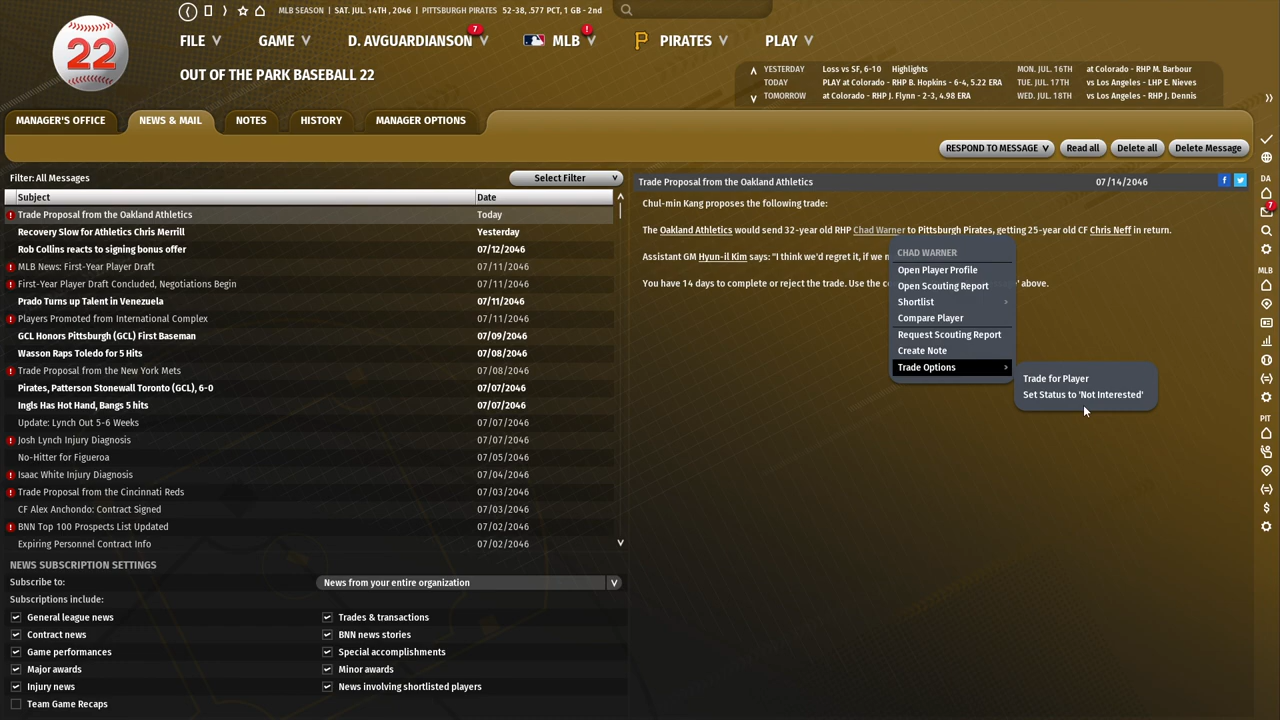 MLB SEASON | SAT. JUL. 14TH , 2046 | PITTSBURGH PIRATES 52-38, .577 PCT, 1 GB - 2nd
22
FILE GAME D. AVGUARDIANSON 7 MLB ! P PIRATES PLAY
OUT OF THE PARK BASEBALL 22
YESTERDAY Loss vs SF, 6-10 Highlights MON. JUL. 16TH at Colorado - RHP M. Barbour
TODAY PLAY at Colorado - RHP B. Hopkins - 6-4, 5.22 ERA TUE. JUL. 17TH vs Los Angeles - LHP E. Nieves
TOMORROW at Colorado - RHP J. Flynn - 2-3, 4.98 ERA WED. JUL. 18TH vs Los Angeles - RHP J. Dennis
MANAGER'S OFFICE NEWS & MAIL NOTES HISTORY MANAGER OPTIONS
RESPOND TO MESSAGE Read all Delete all Delete Message
Filter: All Messages Select Filter
Subject Date
Trade Proposal from the Oakland Athletics Today
Recovery Slow for Athletics Chris Merrill Yesterday
Rob Collins reacts to signing bonus offer 07/12/2046
MLB News: First-Year Player Draft 07/11/2046
First-Year Player Draft Concluded, Negotiations Begin 07/11/2046
Prado Turns up Talent in Venezuela 07/11/2046
Players Promoted from International Complex 07/11/2046
GCL Honors Pittsburgh (GCL) First Baseman 07/09/2046
Wasson Raps Toledo for 5 Hits 07/08/2046
Trade Proposal from the New York Mets 07/08/2046
Pirates, Patterson Stonewall Toronto (GCL), 6-0 07/07/2046
Ingls Has Hot Hand, Bangs 5 hits 07/07/2046
Update: Lynch Out 5-6 Weeks 07/07/2046
Josh Lynch Injury Diagnosis 07/07/2046
No-Hitter for Figueroa 07/05/2046
Isaac White Injury Diagnosis 07/04/2046
Trade Proposal from the Cincinnati Reds 07/03/2046
CF Alex Anchondo: Contract Signed 07/03/2046
BNN Top 100 Prospects List Updated 07/02/2046
Expiring Personnel Contract Info 07/02/2046
NEWS SUBSCRIPTION SETTINGS
Subscribe to: News from your entire organization
Subscriptions include:
General league news Trades & transactions
Contract news BNN news stories
Game performances Special accomplishments
Major awards Minor awards
Injury news News involving shortlisted players
Team Game Recaps
Trade Proposal from the Oakland Athletics 07/14/2046
Chul-min Kang proposes the following trade:
The Oakland Athletics would send 32-year old RHP Chad Warner to Pittsburgh Pirates, getting 25-year old CF Chris Neff in return.
Assistant GM Hyun-il Kim says: "I think we'd regret it, if we
You have 14 days to complete or reject the trade. Use the above.
CHAD WARNER
Open Player Profile
Open Scouting Report
Shortlist
Compare Player
Request Scouting Report
Create Note
Trade Options
Trade for Player
Set Status to 'Not Interested'
DA
7
MLB
PIT